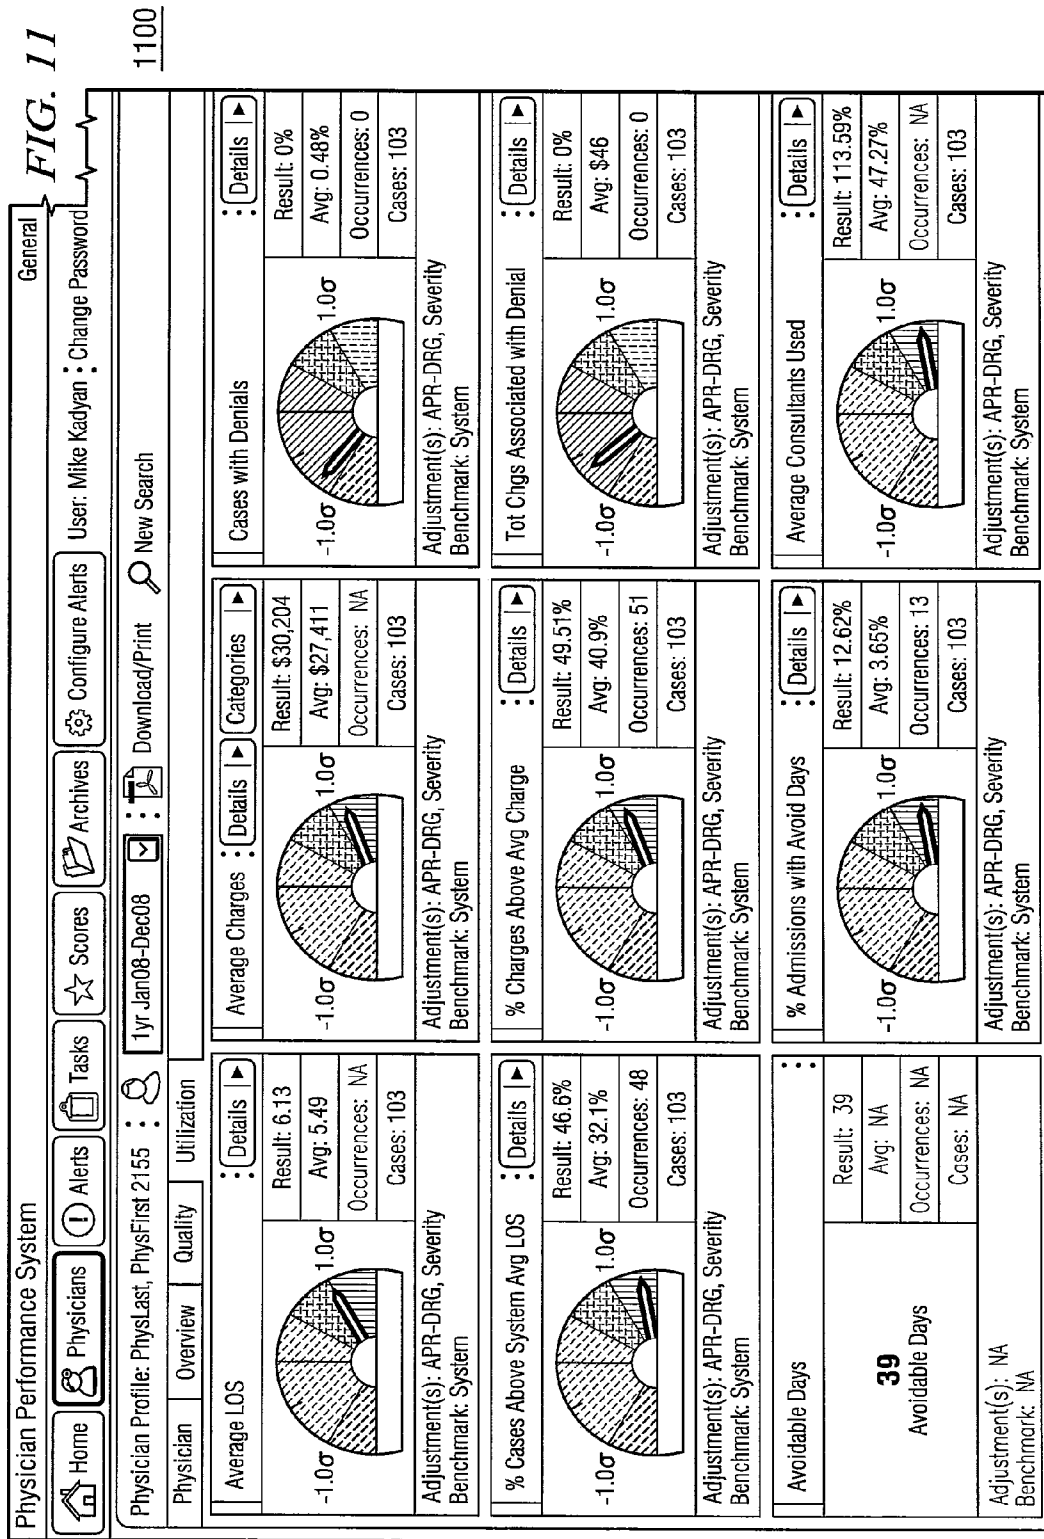 FIG. 11
1100
Physician Performance System
General
Home
Physicians
Alerts
Tasks
Scores
Archives
Configure Alerts
User: Mike Kadyan : Change Password
Physician Profile: PhysLast, PhysFirst 2155 :
1yr Jan08-Dec08
: Download/Print
New Search
Physician
Overview
Quality
Utilization
Average LOS
: Details
-1.0σ
1.0σ
Result: 6.13
Avg: 5.49
Occurrences: NA
Cases: 103
Adjustment(s): APR-DRG, Severity
Benchmark: System
Average Charges
: Details
Categories
-1.0σ
1.0σ
Result: $30,204
Avg: $27,411
Occurrences: NA
Cases: 103
Adjustment(s): APR-DRG, Severity
Benchmark: System
Cases with Denials
: Details
-1.0σ
1.0σ
Result: 0%
Avg: 0.48%
Occurrences: 0
Cases: 103
Adjustment(s): APR-DRG, Severity
Benchmark: System
% Cases Above System Avg LOS
: Details
-1.0σ
1.0σ
Result: 46.6%
Avg: 32.1%
Occurrences: 48
Cases: 103
Adjustment(s): APR-DRG, Severity
Benchmark: System
% Charges Above Avg Charge
: Details
-1.0σ
1.0σ
Result: 49.51%
Avg: 40.9%
Occurrences: 51
Cases: 103
Adjustment(s): APR-DRG, Severity
Benchmark: System
Tot Chgs Associated with Denial
: Details
-1.0σ
1.0σ
Result: 0%
Avg: $46
Occurrences: 0
Cases: 103
Adjustment(s): APR-DRG, Severity
Benchmark: System
Avoidable Days
:
39
Avoidable Days
Result: 39
Avg: NA
Occurrences: NA
Cases: NA
Adjustment(s): NA
Benchmark: NA
% Admissions with Avoid Days
: Details
-1.0σ
1.0σ
Result: 12.62%
Avg: 3.65%
Occurrences: 13
Cases: 103
Adjustment(s): APR-DRG, Severity
Benchmark: System
Average Consultants Used
: Details
-1.0σ
1.0σ
Result: 113.59%
Avg: 47.27%
Occurrences: NA
Cases: 103
Adjustment(s): APR-DRG, Severity
Benchmark: System